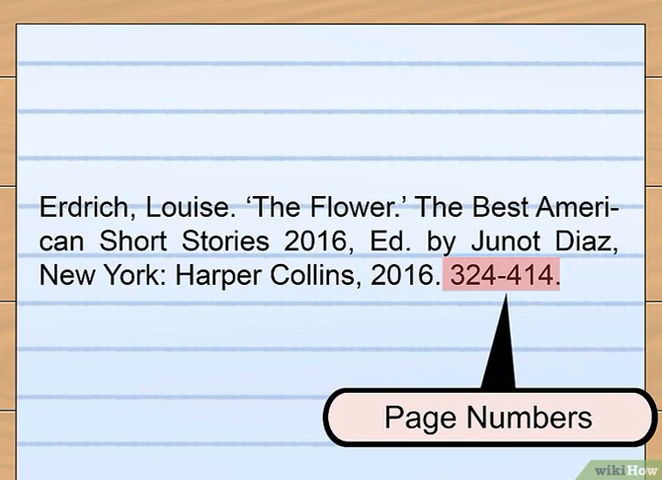 Erdrich, Louise. ‘The Flower.’ The Best Ameri-
can Short Stories 2016, Ed. by Junot Diaz,
New York: Harper Collins, 2016. 324-414.
Page Numbers
wikiHow